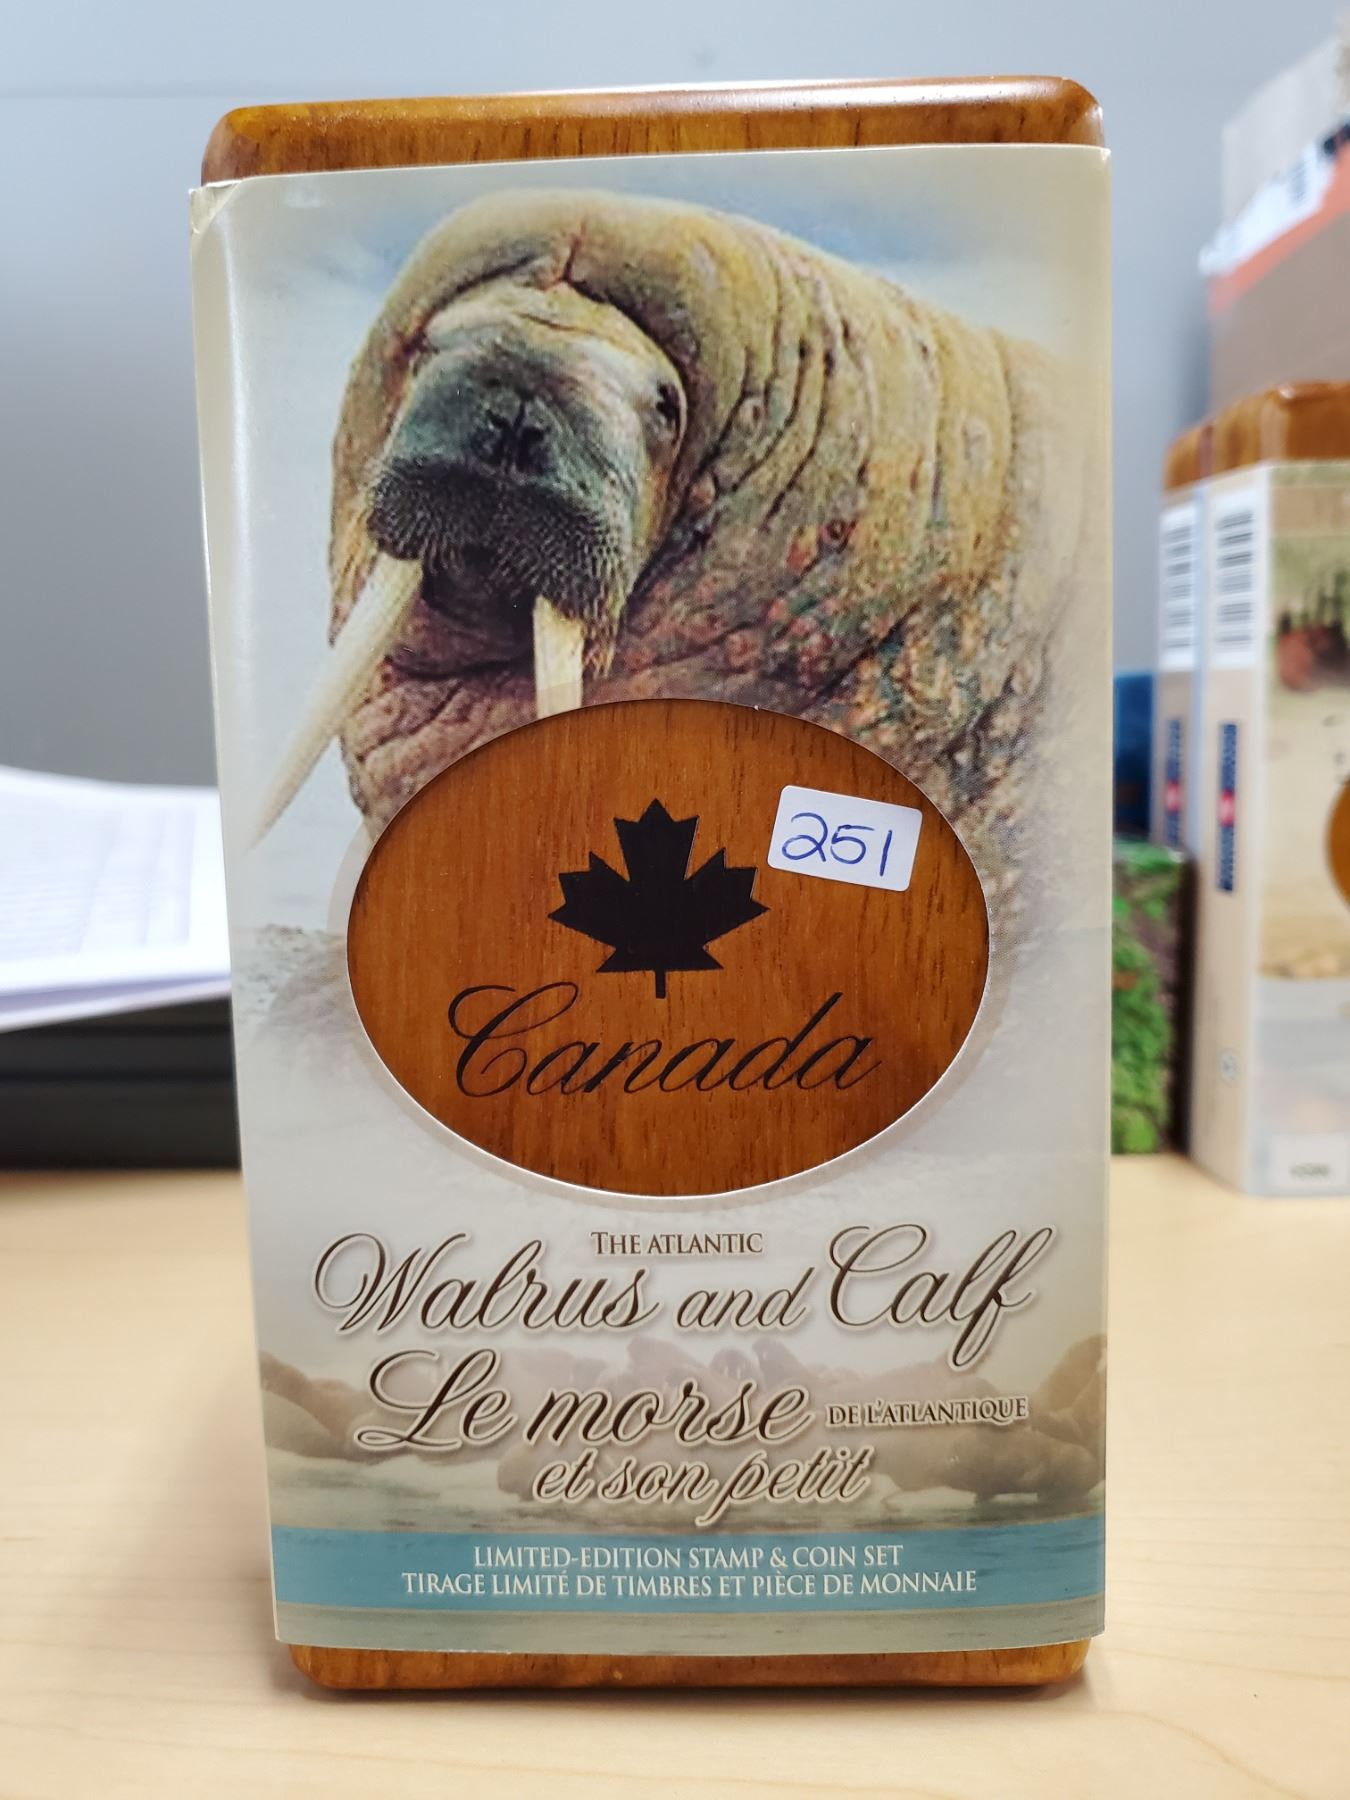 251
Canada
THE ATLANTIC
Walrus and Calf
Le morse DE L'ATLANTIQUE
et son petit
LIMITED-EDITION STAMP & COIN SET
TIRAGE LIMITÉ DE TIMBRES ET PIÈCE DE MONNAIE